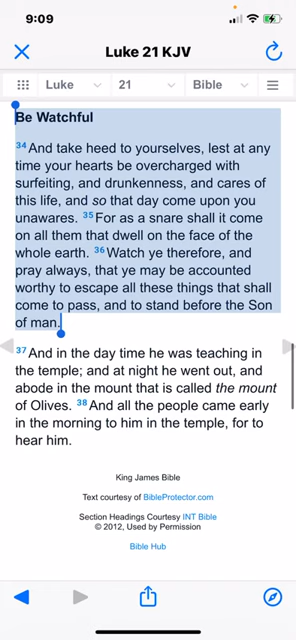 9:09
Luke 21 KJV
Luke 21 Bible
Be Watchful
34 And take heed to yourselves, lest at any
time your hearts be overcharged with
surfeiting, and drunkenness, and cares of
this life, and so that day come upon you
unawares. 35 For as a snare shall it come
on all them that dwell on the face of the
whole earth. 36 Watch ye therefore, and
pray always, that ye may be accounted
worthy to escape all these things that shall
come to pass, and to stand before the Son
of man.
37 And in the day time he was teaching in
the temple; and at night he went out, and
abode in the mount that is called the mount
of Olives. 38 And all the people came early
in the morning to him in the temple, for to
hear him.
King James Bible
Text courtesy of BibleProtector.com
Section Headings Courtesy INT Bible
© 2012, Used by Permission
Bible Hub